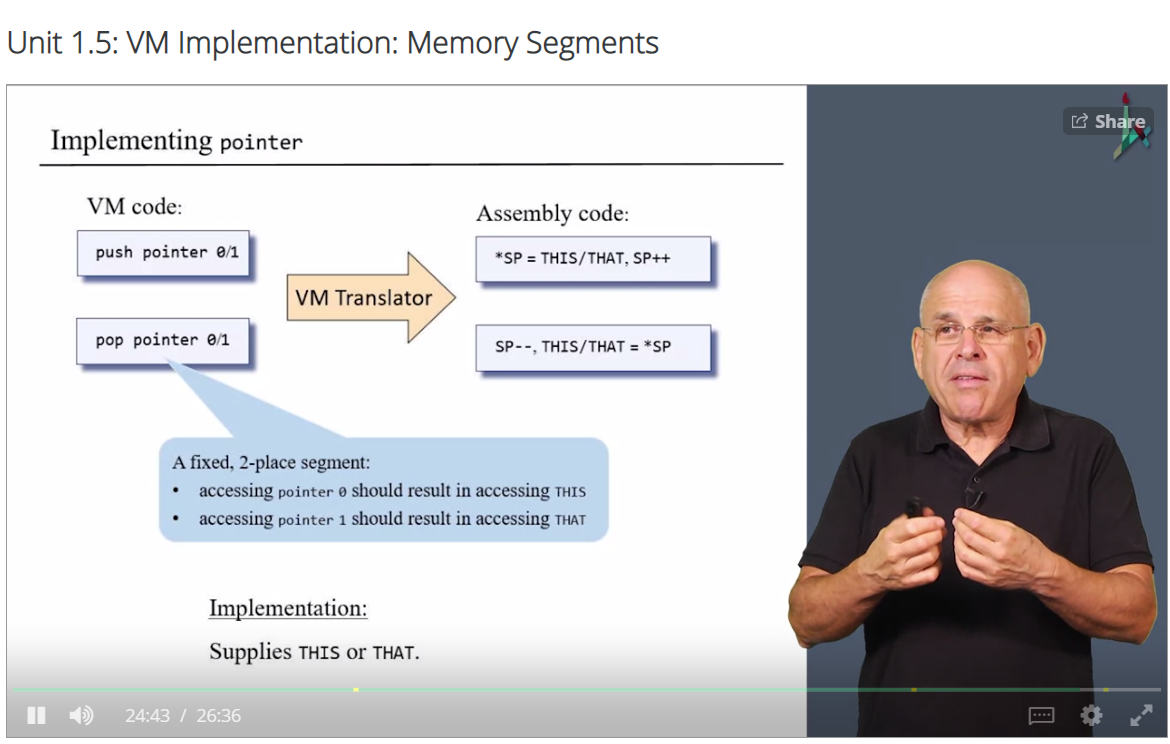 Unit 1.5: VM Implementation: Memory Segments
Share
Implementing pointer
VM code:
Assembly code:
push pointer 0/1
*SP = THIS/THAT, SP++
VM Translator
pop pointer 0/1
SP--, THIS/THAT = *SP
A fixed, 2-place segment:
• accessing pointer 0 should result in accessing THIS
• accessing pointer 1 should result in accessing THAT
Implementation:
Supplies THIS or THAT.
24:43 / 26:36